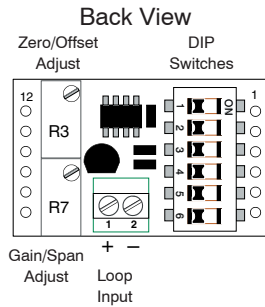 Back View
Zero/Offset
Adjust
DIP
Switches
12
1
R3
R7
ON
1
2
3
4
5
6
1 2
+ −
Gain/Span
Adjust
Loop
Input